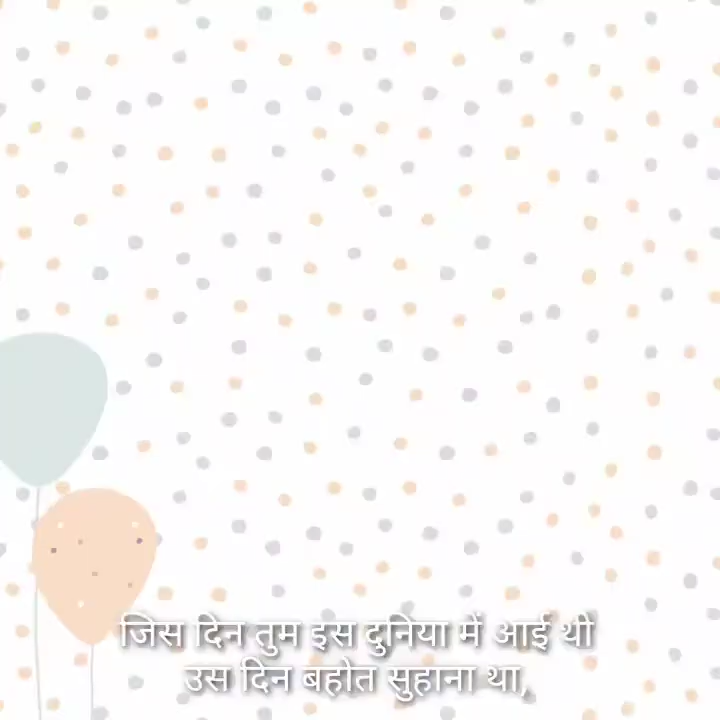 जिस दिन तुम इस दुनिया में आई थी
उस दिन बहोत सुहाना था,